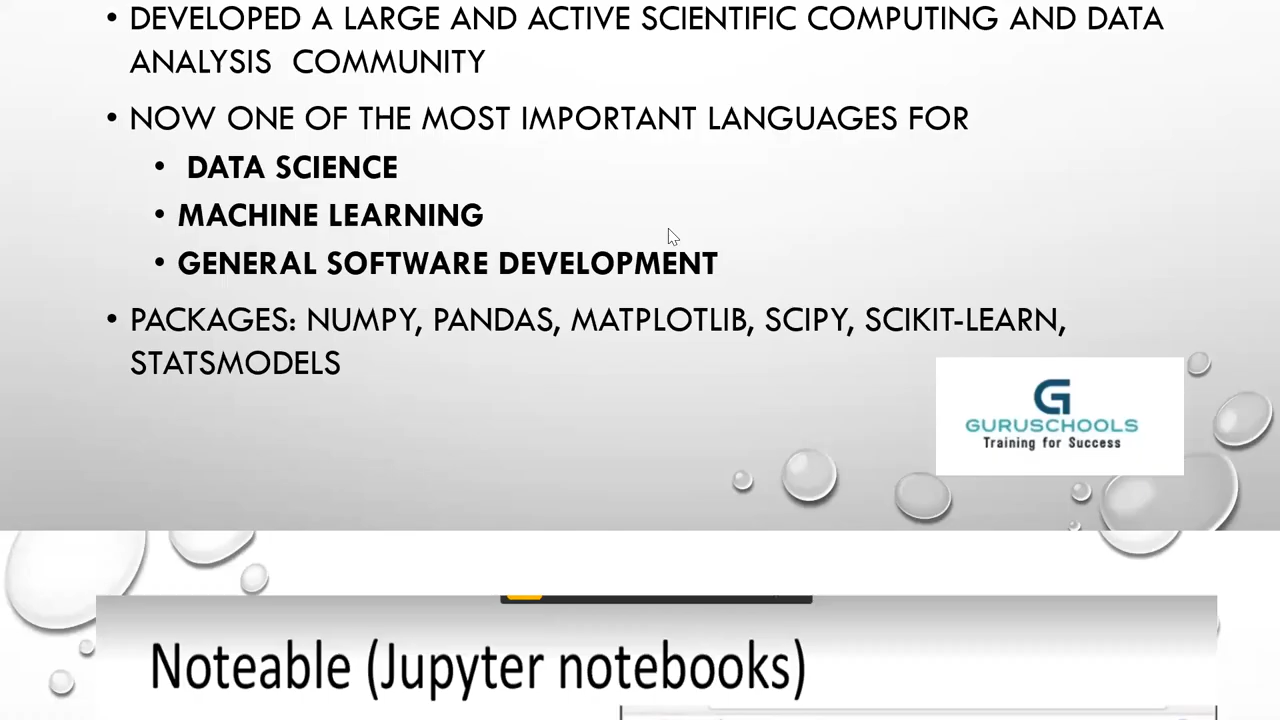 • DEVELOPED A LARGE AND ACTIVE SCIENTIFIC COMPUTING AND DATA
ANALYSIS COMMUNITY
• NOW ONE OF THE MOST IMPORTANT LANGUAGES FOR
• DATA SCIENCE
• MACHINE LEARNING
• GENERAL SOFTWARE DEVELOPMENT
• PACKAGES: NUMPY, PANDAS, MATPLOTLIB, SCIPY, SCIKIT-LEARN,
STATSMODELS
GURUSCHOOLS
Training for Success
Noteable (Jupyter notebooks)